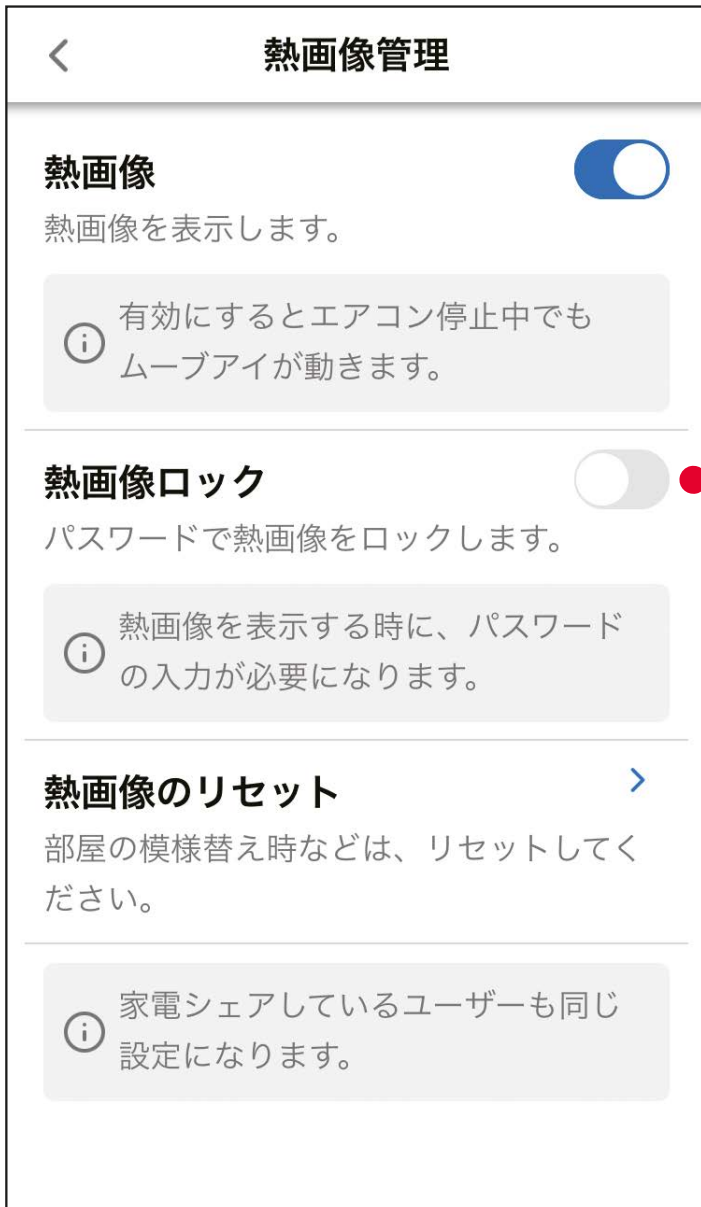 熱画像管理
熱画像
熱画像を表示します。
有効にするとエアコン停止中でも
ムーブアイが動きます。
熱画像ロック
パスワードで熱画像をロックします。
熱画像を表示する時に、パスワード
の入力が必要になります。
熱画像のリセット
部屋の模様替え時などは、リセットしてく
ださい。
家電シェアしているユーザーも同じ
設定になります。